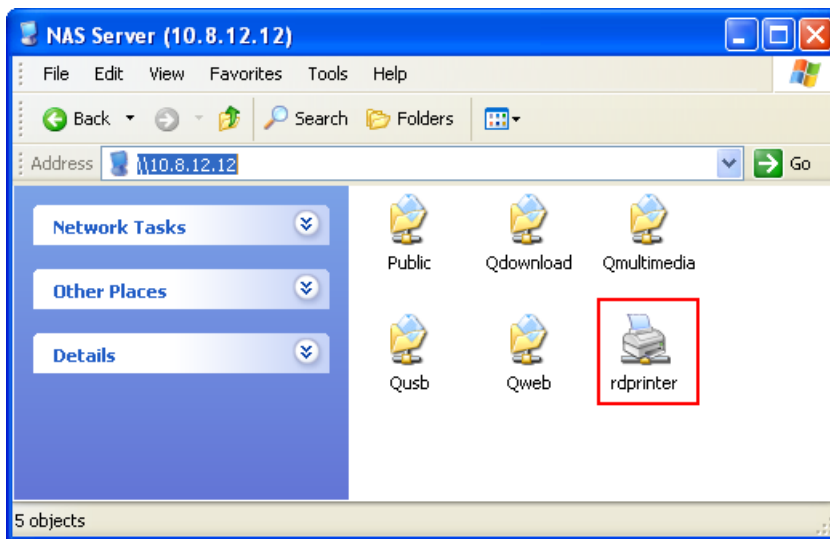 NAS Server (10.8.12.12)
File Edit View Favorites Tools Help
Back Search Folders
Address \\10.8.12.12 Go
Network Tasks
Other Places
Details
Public Qdownload Qmultimedia
Qusb Qweb rdprinter
5 objects